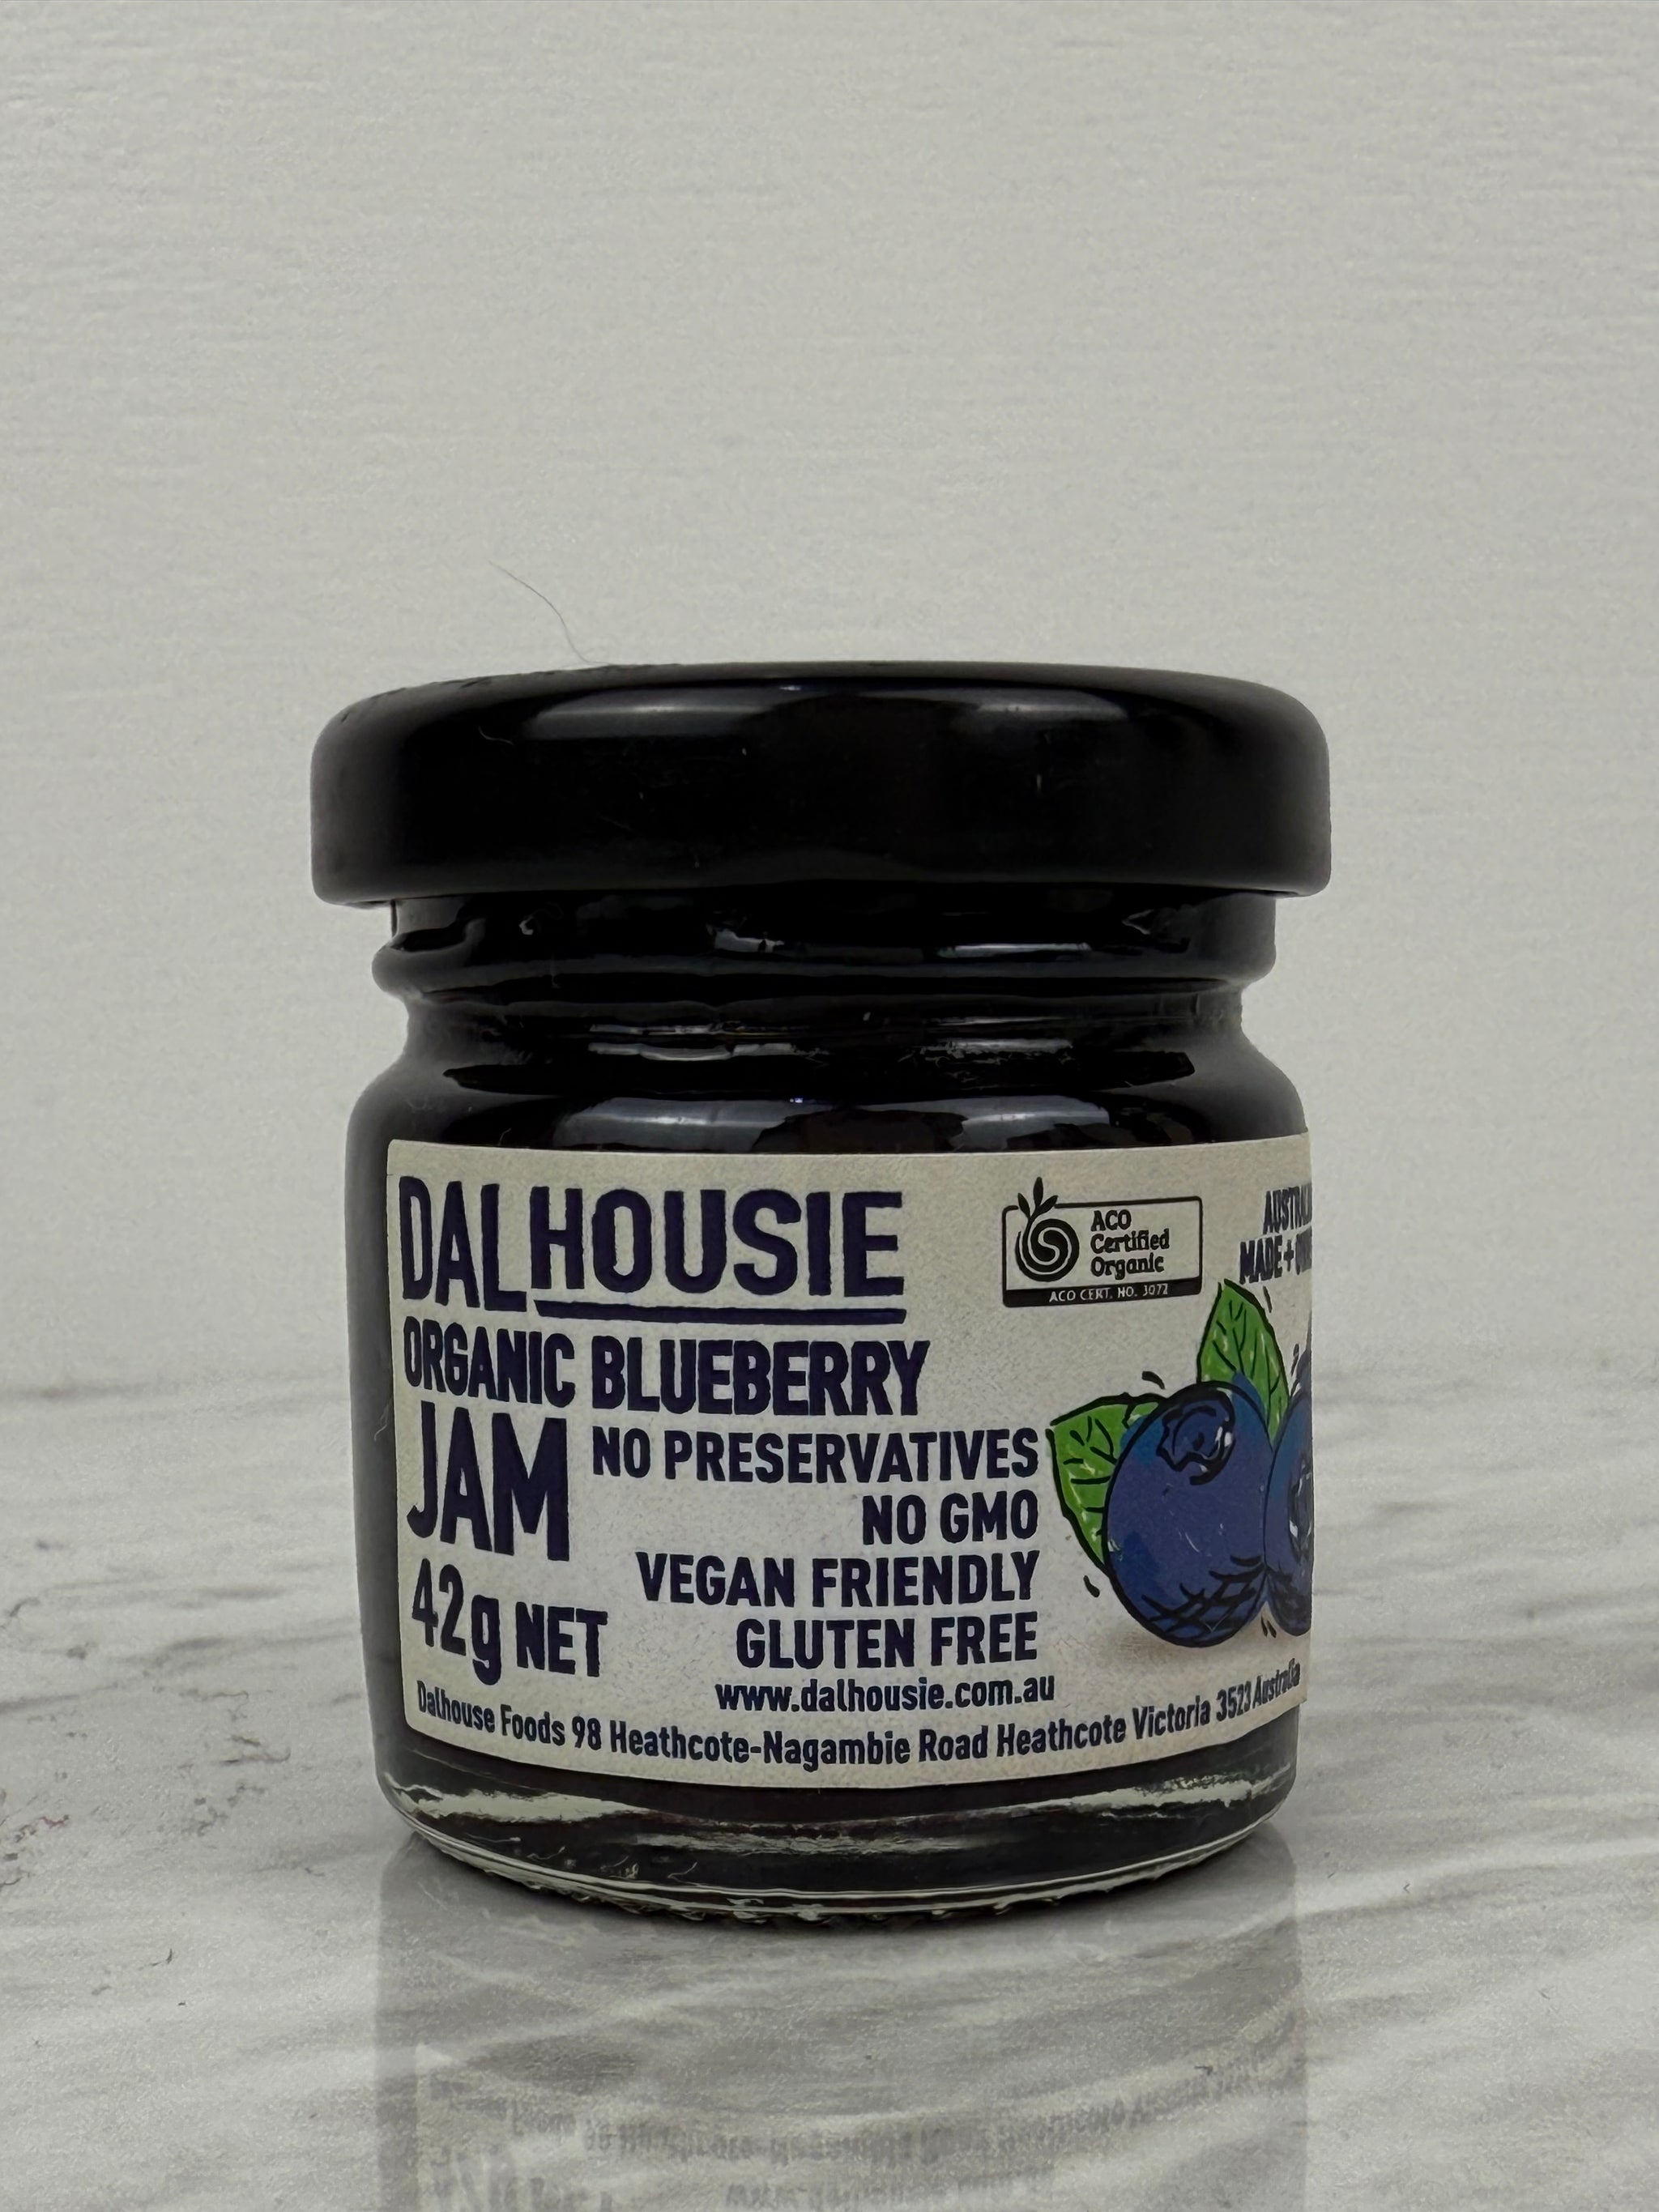 DALHOUSIE
ACO
Certified
Organic
ACO CERT. NO. 3072
MADE +
ORGANIC BLUEBERRY
JAM
NO PRESERVATIVES
NO GMO
VEGAN FRIENDLY
GLUTEN FREE
42g NET
www.dalhousie.com.au
Dalhouse Foods 98 Heathcote-Nagambie Road Heathcote Victoria 3523 Australia